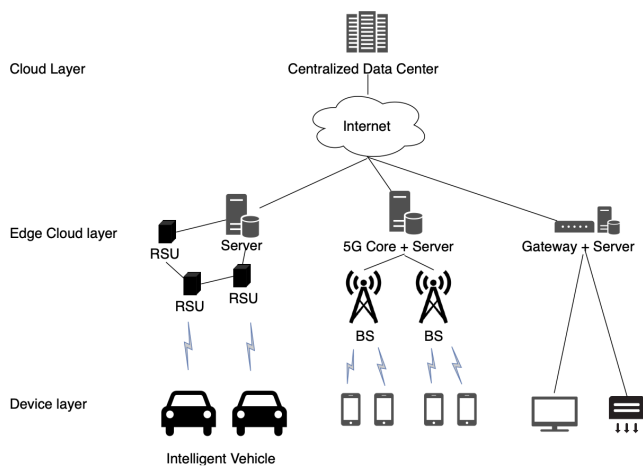 Cloud Layer
Centralized Data Center
Internet
Edge Cloud layer
RSU
Server
5G Core + Server
Gateway + Server
RSU
RSU
BS
BS
Device layer
Intelligent Vehicle